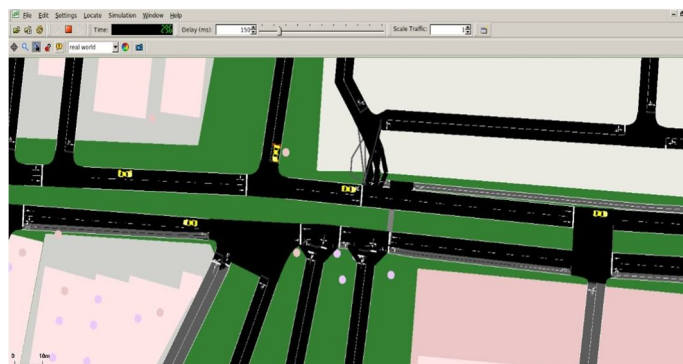 File Edit Settings Locate Simulation Window Help
Time: Delay (ms): 150 Scale Traffic: 1
real world
0 10m